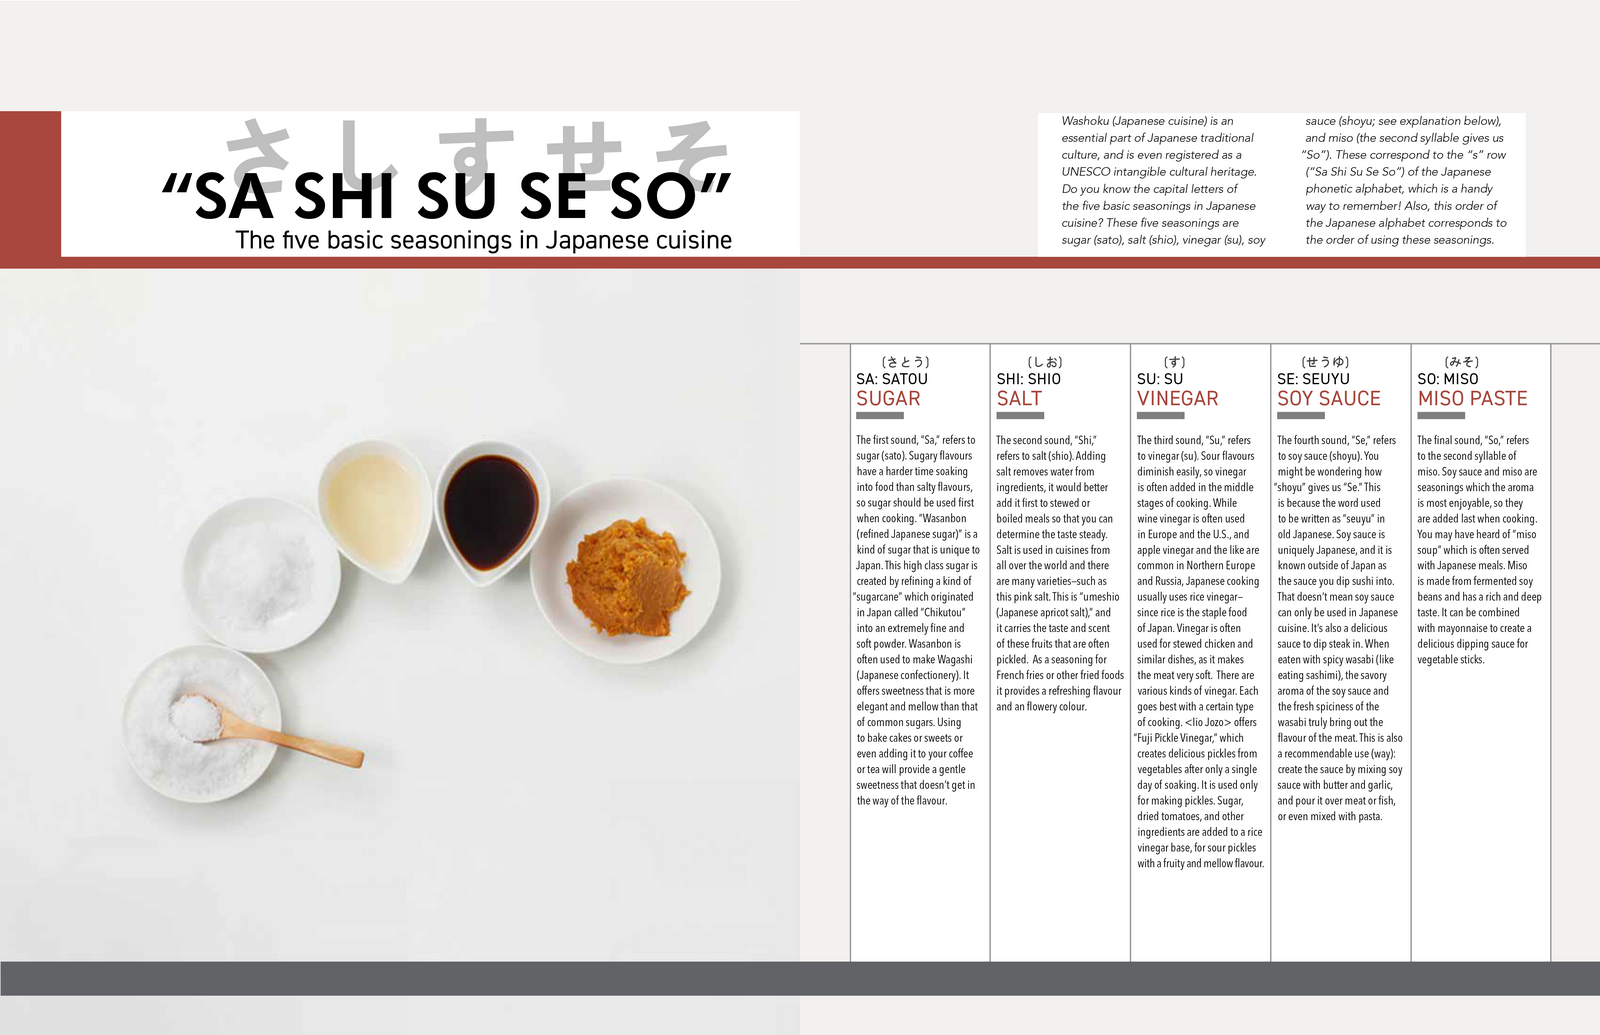 さしすせそ
“SA SHI SU SE SO”
The five basic seasonings in Japanese cuisine
Washoku (Japanese cuisine) is an
essential part of Japanese traditional
culture, and is even registered as a
UNESCO intangible cultural heritage.
Do you know the capital letters of
the five basic seasonings in Japanese
cuisine? These five seasonings are
sugar (sato), salt (shio), vinegar (su), soy
sauce (shoyu; see explanation below),
and miso (the second syllable gives us
“So”). These correspond to the “s” row
(“Sa Shi Su Se So”) of the Japanese
phonetic alphabet, which is a handy
way to remember! Also, this order of
the Japanese alphabet corresponds to
the order of using these seasonings.
(さとう)
SA: SATOU
SUGAR
The first sound, “Sa,” refers to
sugar (sato). Sugary flavours
have a harder time soaking
into food than salty flavours,
so sugar should be used first
when cooking. “Wasanbon
(refined Japanese sugar)” is a
kind of sugar that is unique to
Japan. This high class sugar is
created by refining a kind of
“sugarcane” which originated
in Japan called “Chikutou”
into an extremely fine and
soft powder. Wasanbon is
often used to make Wagashi
(Japanese confectionery). It
offers sweetness that is more
elegant and mellow than that
of common sugars. Using
to bake cakes or sweets or
even adding it to your coffee
or tea will provide a gentle
sweetness that doesn’t get in
the way of the flavour.
(しお)
SHI: SHIO
SALT
The second sound, “Shi,”
refers to salt (shio). Adding
salt removes water from
ingredients, it would better
add it first to stewed or
boiled meals so that you can
determine the taste steady.
Salt is used in cuisines from
all over the world and there
are many varieties—such as
this pink salt. This is “umeshio
(Japanese apricot salt),” and
it carries the taste and scent
of these fruits that are often
pickled.  As a seasoning for
French fries or other fried foods
it provides a refreshing flavour
and an flowery colour.
(す)
SU: SU
VINEGAR
The third sound, “Su,” refers
to vinegar (su). Sour flavours
diminish easily, so vinegar
is often added in the middle
stages of cooking. While
wine vinegar is often used
in Europe and the U.S., and
apple vinegar and the like are
common in Northern Europe
and Russia, Japanese cooking
usually uses rice vinegar—
since rice is the staple food
of Japan. Vinegar is often
used for stewed chicken and
similar dishes, as it makes
the meat very soft. There are
various kinds of vinegar. Each
goes best with a certain type
of cooking. <Iio Jozo> offers
“Fuji Pickle Vinegar,” which
creates delicious pickles from
vegetables after only a single
day of soaking. It is used only
for making pickles. Sugar,
dried tomatoes, and other
ingredients are added to a rice
vinegar base, for sour pickles
with a fruity and mellow flavour.
(せうゆ)
SE: SEUYU
SOY SAUCE
The fourth sound, “Se,” refers
to soy sauce (shoyu). You
might be wondering how
“shoyu” gives us “Se.” This
is because the word used
to be written as “seuyu” in
old Japanese. Soy sauce is
uniquely Japanese, and it is
known outside of Japan as
the sauce you dip sushi into.
That doesn’t mean soy sauce
can only be used in Japanese
cuisine. It’s also a delicious
sauce to dip steak in. When
eaten with spicy wasabi (like
eating sashimi), the savory
aroma of the soy sauce and
the fresh spiciness of the
wasabi truly bring out the
flavour of the meat. This is also
a recommendable use (way):
create the sauce by mixing soy
sauce with butter and garlic,
and pour it over meat or fish,
or even mixed with pasta.
(みそ)
SO: MISO
MISO PASTE
The final sound, “So,” refers
to the second syllable of
miso. Soy sauce and miso are
seasonings which the aroma
is most enjoyable, so they
are added last when cooking.
You may have heard of “miso
soup” which is often served
with Japanese meals. Miso
is made from fermented soy
beans and has a rich and deep
taste. It can be combined
with mayonnaise to create a
delicious dipping sauce for
vegetable sticks.